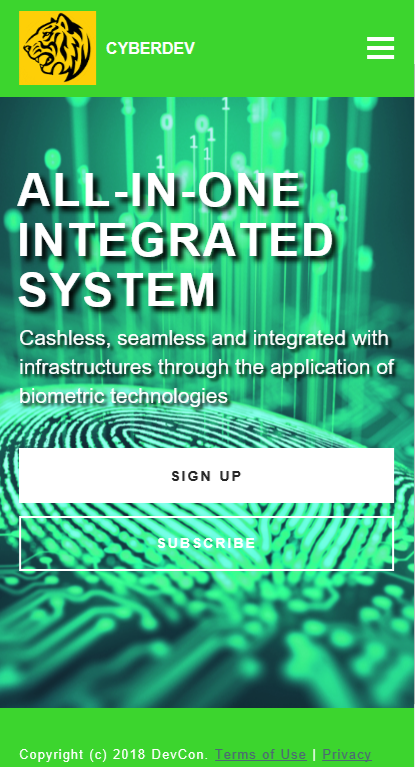 CYBERDEV
ALL-IN-ONE
INTEGRATED
SYSTEM
Cashless, seamless and integrated with
infrastructures through the application of
biometric technologies
SIGN UP
SUBSCRIBE
Copyright (c) 2018 DevCon. Terms of Use | Privacy